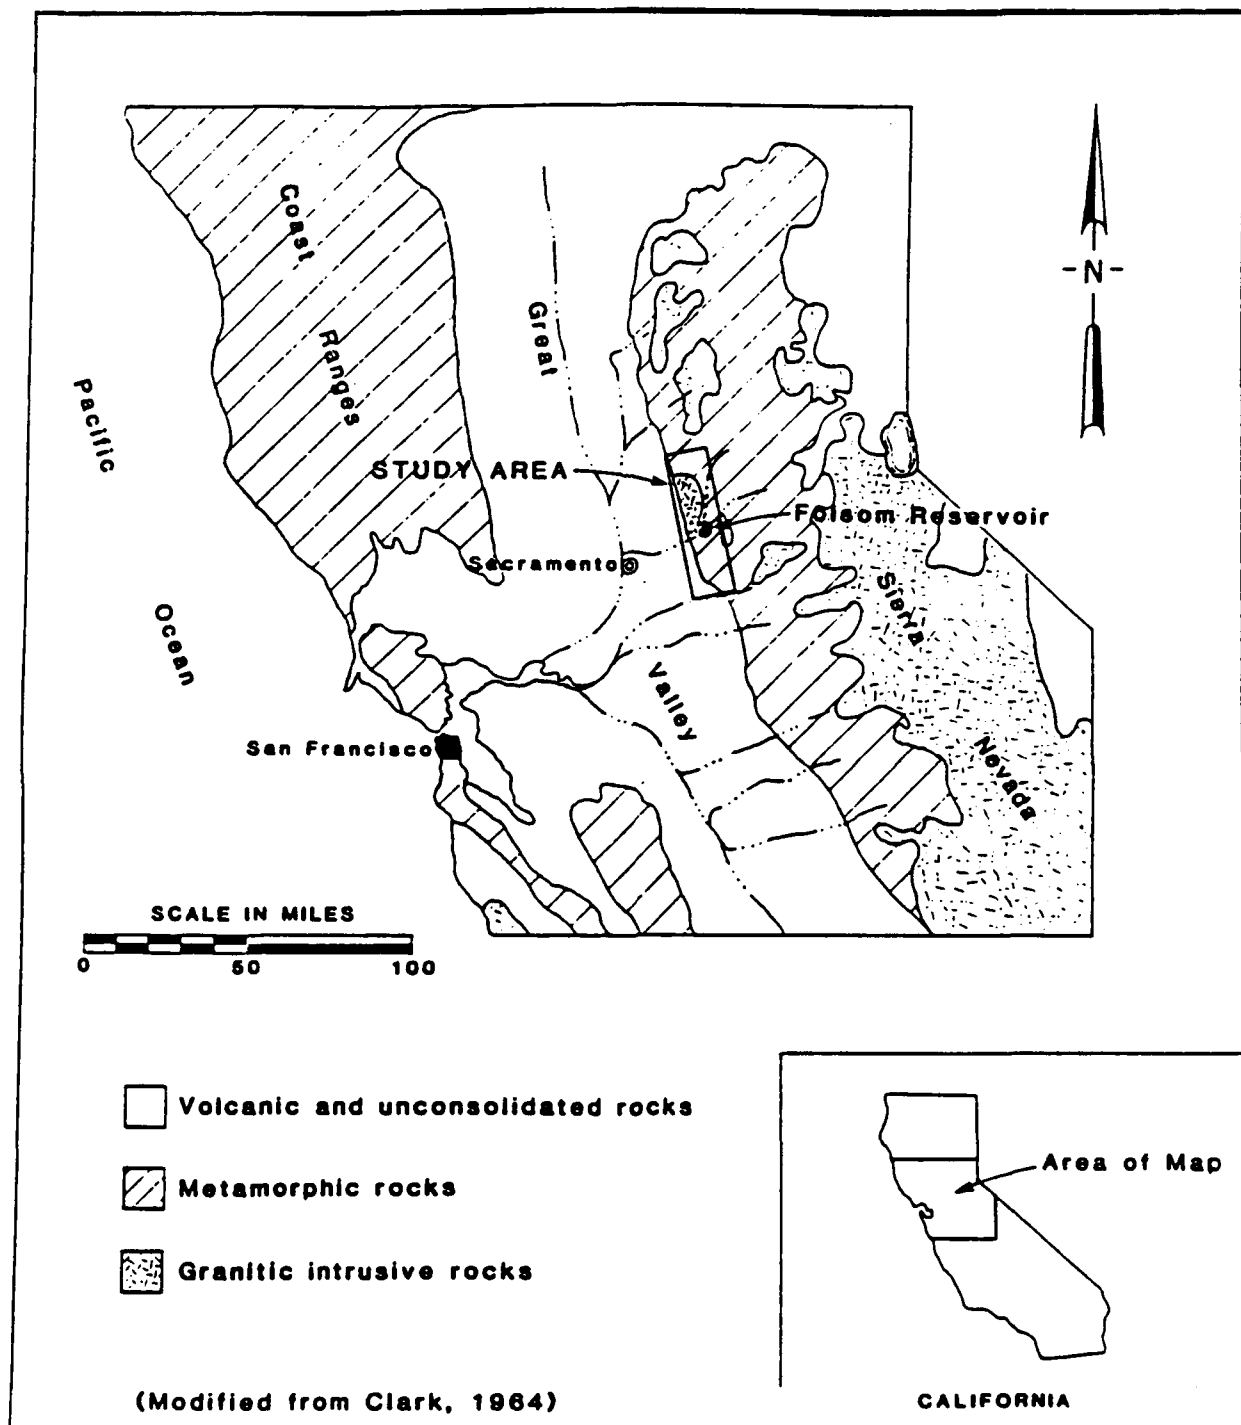 Coast
Ranges
Great
Valley
-N-
Pacific
Ocean
STUDY AREA
Folsom Reservoir
Sacramento
Sierra
Nevada
San Francisco
SCALE IN MILES
0 50 100
Volcanic and unconsolidated rocks
Metamorphic rocks
Granitic intrusive rocks
(Modified from Clark, 1964)
Area of Map
CALIFORNIA